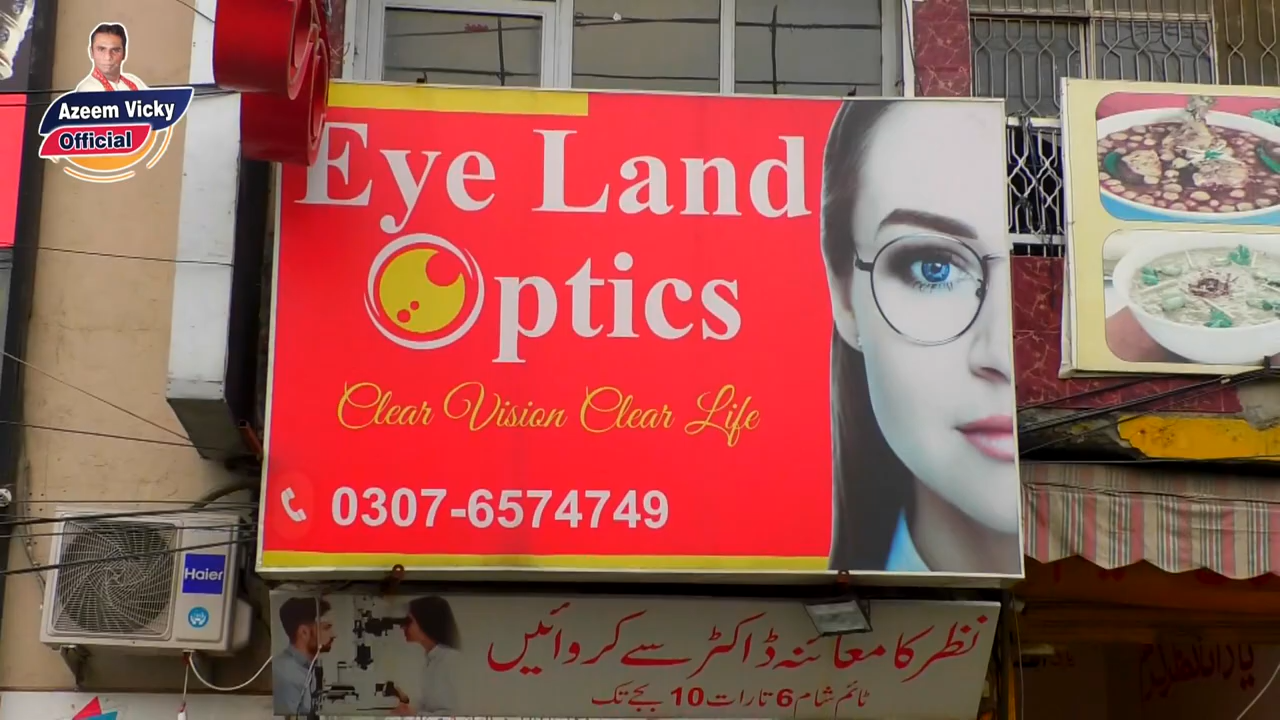 Azeem Vicky
Official
Eye Land
Optics
Clear Vision Clear Life
0307-6574749
Haier
نظر کا معائنہ ڈاکٹر سے کروائیں
ٹائم شام 6 تا رات 10 بجے تک